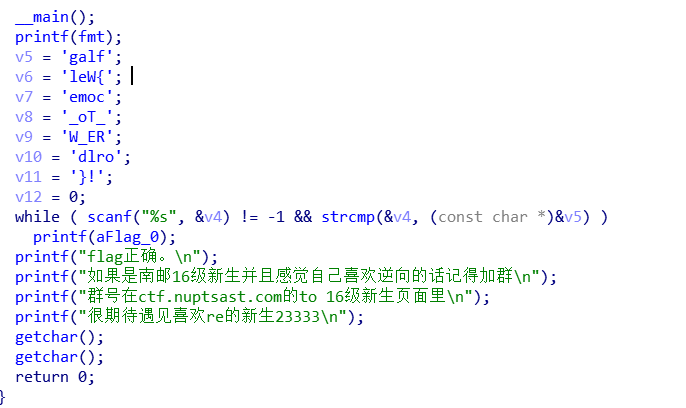 __main();
printf(fmt);
v5 = 'galf';
v6 = 'leW{';
v7 = 'emoc';
v8 = '_oT_';
v9 = 'W_ER';
v10 = 'dlro';
v11 = '}!';
v12 = 0;
while ( scanf("%s", &v4) != -1 && strcmp(&v4, (const char *)&v5) )
printf(aFlag_0);
printf("flag正确。\n");
printf("如果是南邮16级新生并且感觉自己喜欢逆向的话记得加群\n");
printf("群号在ctf.nuptsast.com的to 16级新生页面里\n");
printf("很期待遇见喜欢re的新生23333\n");
getchar();
getchar();
return 0;
}